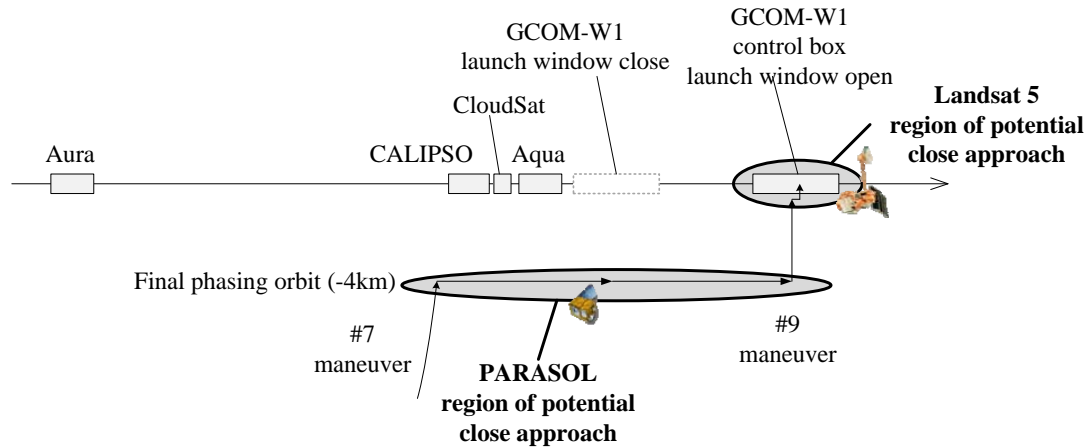 GCOM-W1
launch window close
GCOM-W1
control box
launch window open
CloudSat
Landsat 5
region of potential
close approach
Aura
CALIPSO
Aqua
Final phasing orbit (-4km)
#7
maneuver
#9
maneuver
PARASOL
region of potential
close approach